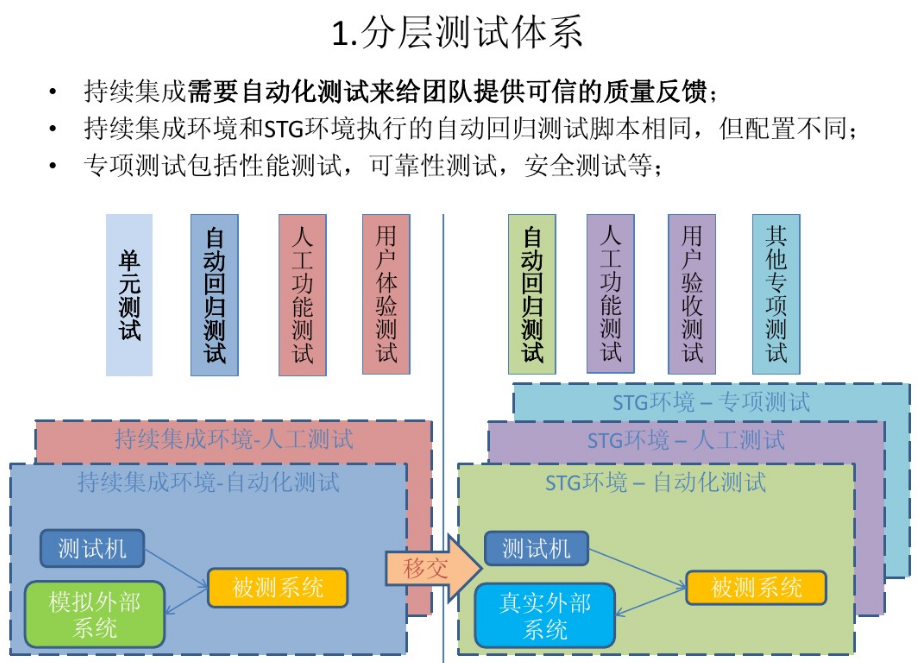 1.分层测试体系
• 持续集成需要自动化测试来给团队提供可信的质量反馈；
• 持续集成环境和STG环境执行的自动回归测试脚本相同，但配置不同；
• 专项测试包括性能测试，可靠性测试，安全测试等；
单元测试
自动回归测试
人工功能测试
用户体验测试
自动回归测试
人工功能测试
用户验收测试
其他专项测试
持续集成环境-人工测试
持续集成环境-自动化测试
测试机
被测系统
模拟外部
系统
移交
STG环境 – 专项测试
STG环境 – 人工测试
STG环境 – 自动化测试
测试机
被测系统
真实外部
系统